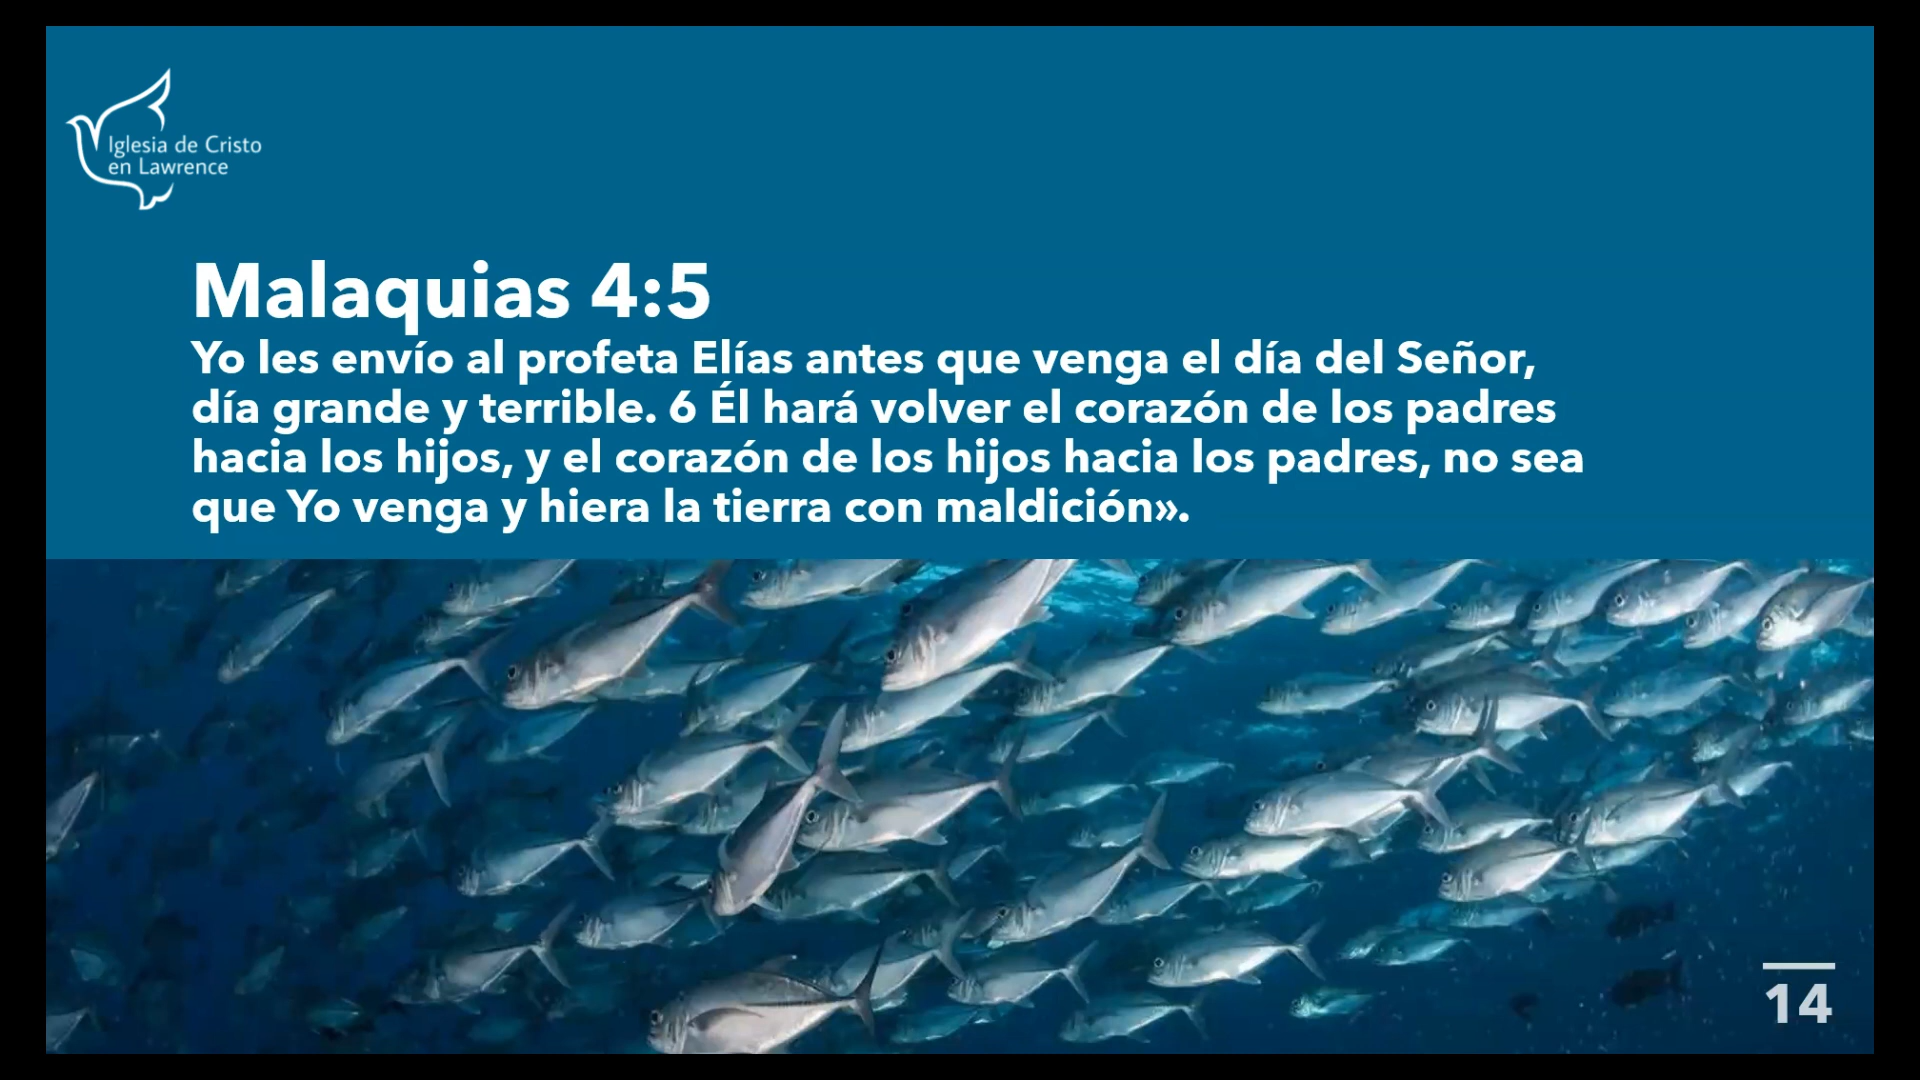 Iglesia de Cristo
en Lawrence
Malaquias 4:5
Yo les envío al profeta Elías antes que venga el día del Señor,
día grande y terrible. 6 Él hará volver el corazón de los padres
hacia los hijos, y el corazón de los hijos hacia los padres, no sea
que Yo venga y hiera la tierra con maldición».
14